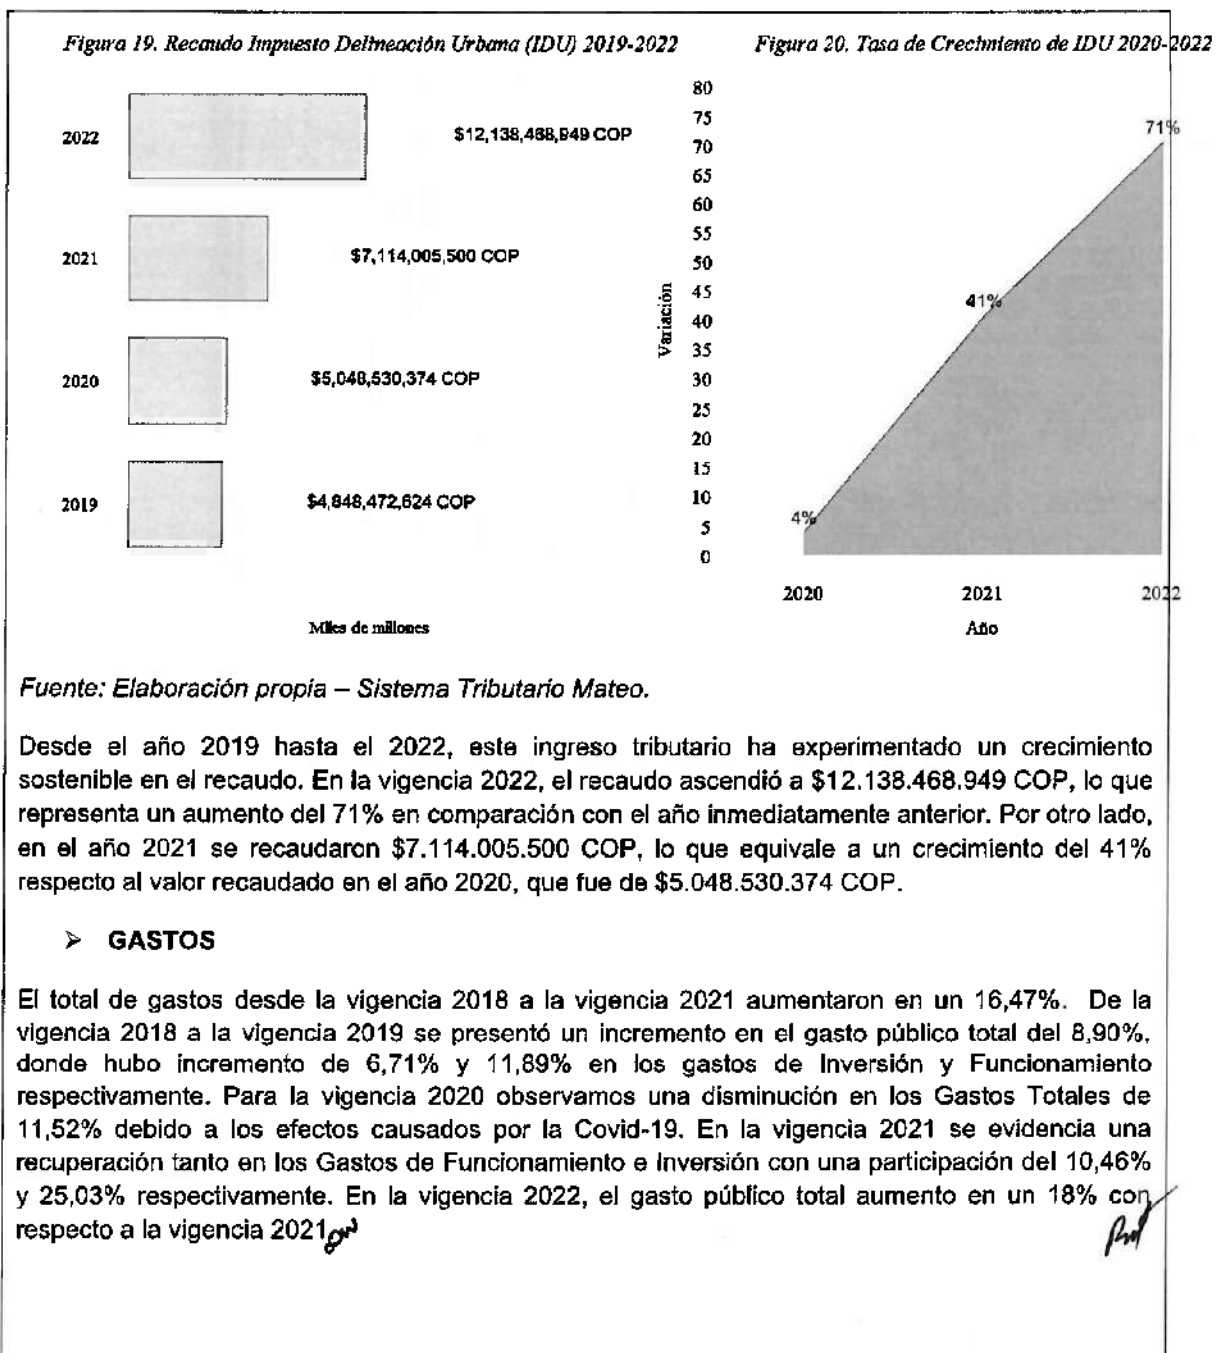 Figura 19. Recaudo Impuesto Delineación Urbana (IDU) 2019-2022
2022
$12,138,468,949 COP
2021
$7,114,005,500 COP
2020
$5,048,530,374 COP
2019
$4,848,472,624 COP
Miles de millones
Figura 20. Tasa de Crecimiento de IDU 2020-2022
Variación
80
75
70
65
60
55
50
45
40
35
30
25
20
15
10
5
0
4%
41%
71%
2020
2021
2022
Año
Fuente: Elaboración propia – Sistema Tributario Mateo.
Desde el año 2019 hasta el 2022, este ingreso tributario ha experimentado un crecimiento
sostenible en el recaudo. En la vigencia 2022, el recaudo ascendió a $12.138.468.949 COP, lo que
representa un aumento del 71% en comparación con el año inmediatamente anterior. Por otro lado,
en el año 2021 se recaudaron $7.114.005.500 COP, lo que equivale a un crecimiento del 41%
respecto al valor recaudado en el año 2020, que fue de $5.048.530.374 COP.
➢ GASTOS
El total de gastos desde la vigencia 2018 a la vigencia 2021 aumentaron en un 16,47%. De la
vigencia 2018 a la vigencia 2019 se presentó un incremento en el gasto público total del 8,90%,
donde hubo incremento de 6,71% y 11,89% en los gastos de Inversión y Funcionamiento
respectivamente. Para la vigencia 2020 observamos una disminución en los Gastos Totales de
11,52% debido a los efectos causados por la Covid-19. En la vigencia 2021 se evidencia una
recuperación tanto en los Gastos de Funcionamiento e Inversión con una participación del 10,46%
y 25,03% respectivamente. En la vigencia 2022, el gasto público total aumento en un 18% con
respecto a la vigencia 2021